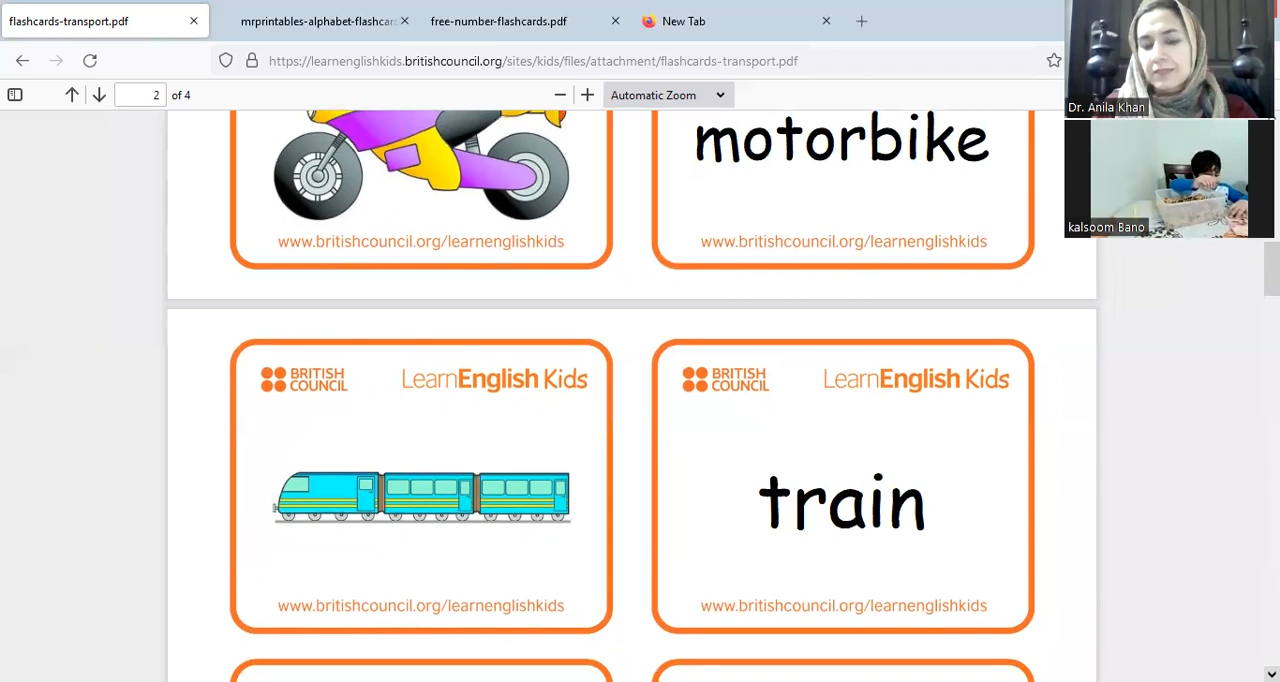 flashcards-transport.pdf
mrprintables-alphabet-flashcar
free-number-flashcards.pdf
New Tab
https://learnenglishkids.britishcouncil.org/sites/kids/files/attachment/flashcards-transport.pdf
2 of 4
Automatic Zoom
Dr. Anila Khan
kalsoom Bano
motorbike
www.britishcouncil.org/learnenglishkids
www.britishcouncil.org/learnenglishkids
BRITISH
COUNCIL
LearnEnglish Kids
BRITISH
COUNCIL
LearnEnglish Kids
train
www.britishcouncil.org/learnenglishkids
www.britishcouncil.org/learnenglishkids